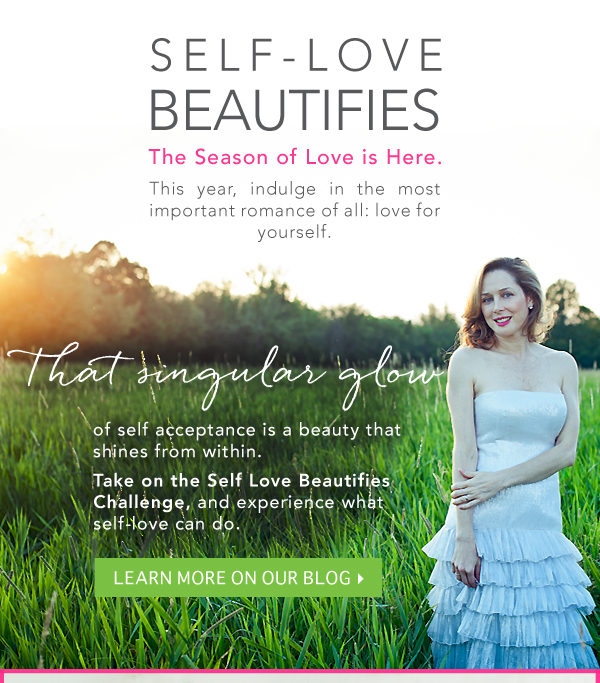 SELF-LOVE
BEAUTIFIES
The Season of Love is Here.
This year, indulge in the most
important romance of all: love for
yourself.
That singular glow
of self acceptance is a beauty that
shines from within.
Take on the Self Love Beautifies
Challenge, and experience what
self-love can do.
LEARN MORE ON OUR BLOG